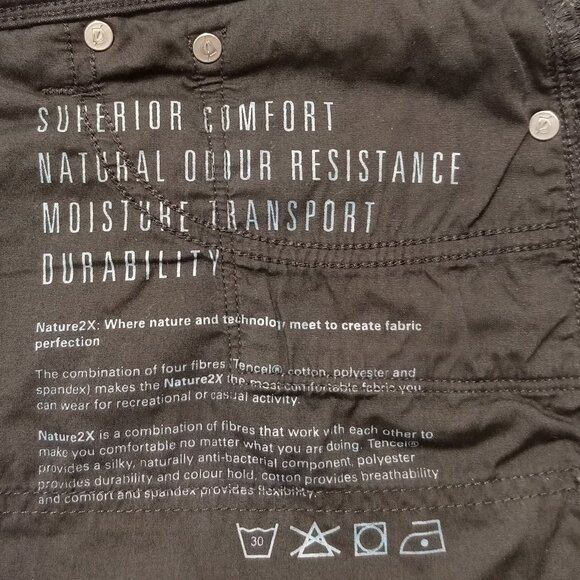 SUPERIOR COMFORT
NATURAL ODOUR RESISTANCE
MOISTURE TRANSPORT
DURABILITY
Nature2X: Where nature and technology meet to create fabric
perfection
The combination of four fibres (Tencel®, cotton, polyester and
spandex) makes the Nature2X the most comfortable fabric you
can wear for recreational or casual activity.
Nature2X is a combination of fibres that work with each other to
make you comfortable no matter what you are doing. Tencel®
provides a silky, naturally anti-bacterial component, polyester
provides durability and colour hold, cotton provides breathability
and comfort and spandex provides flexibility.
30